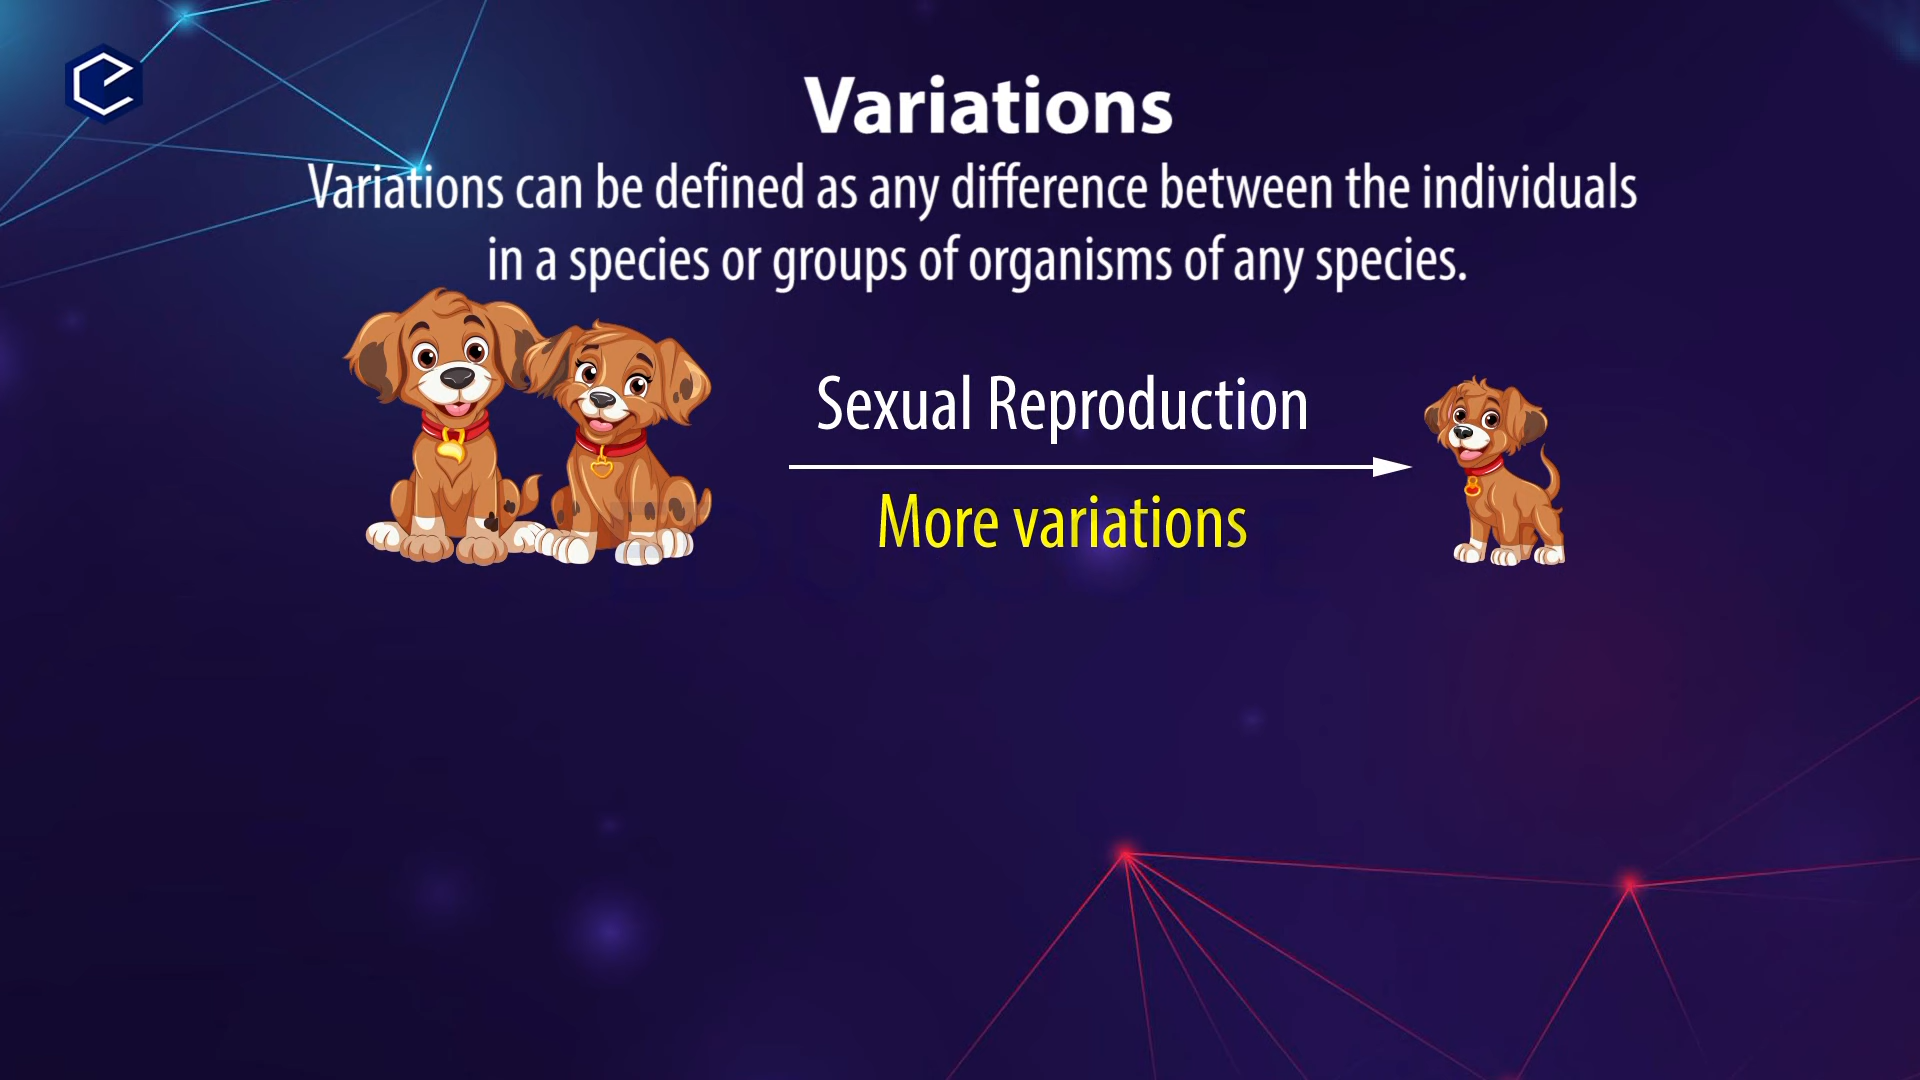 Variations
Variations can be defined as any difference between the individuals
in a species or groups of organisms of any species.
Sexual Reproduction
More variations